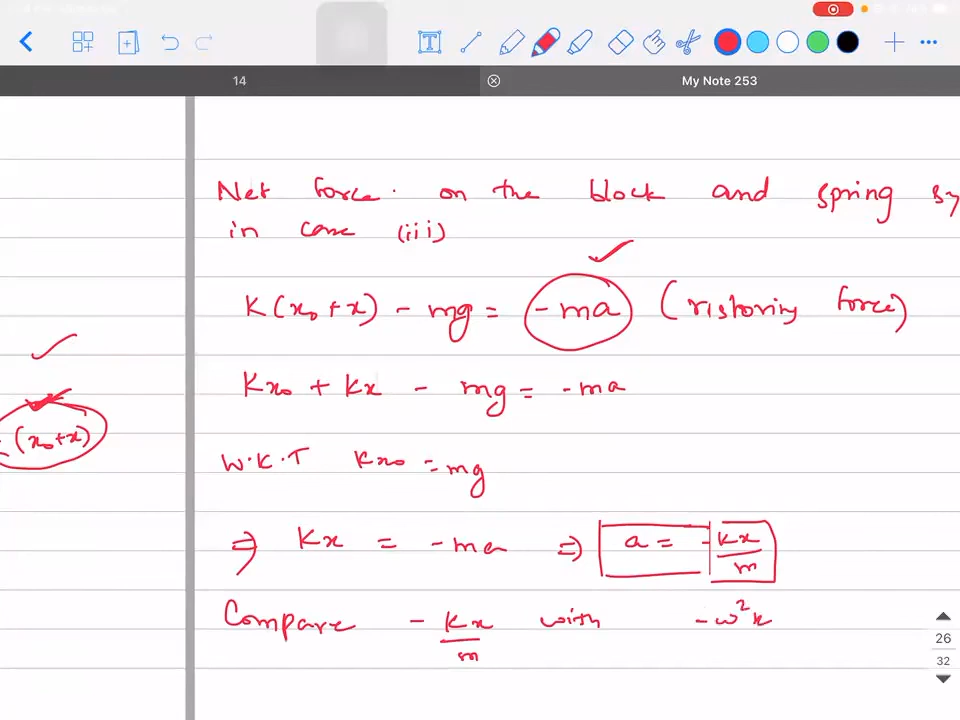 14
My Note 253
Net force. on the block and spring sy
in case (iii)
K(x₀+x) - mg = -ma (ristoring force)
(x₀+x)
Kx₀ + Kx - mg = -ma
W.K.T Kx₀ = mg
⇒ Kx = -ma ⇒ a = -Kx/m
Compare -Kx/m with -ω²x
26
32